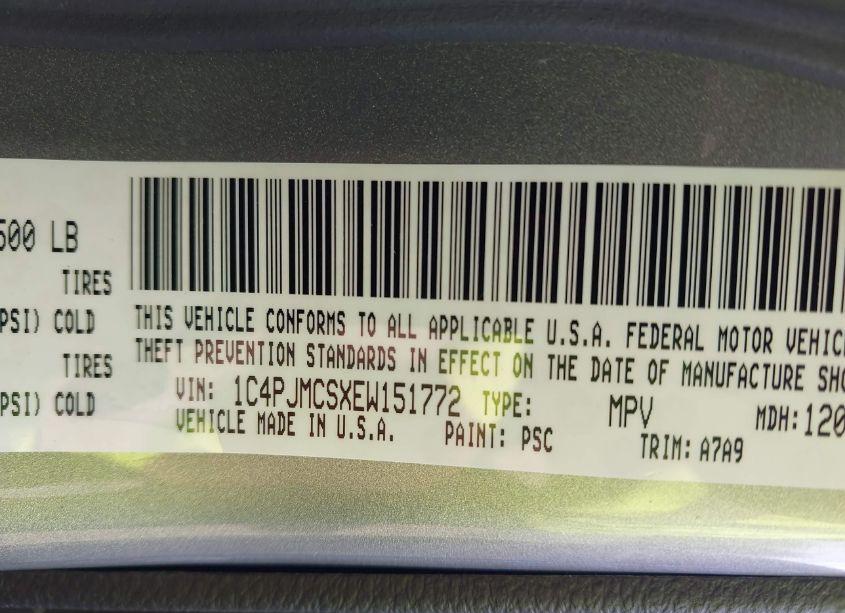 500 LB
TIRES
PSI) COLD
TIRES
PSI) COLD
THIS VEHICLE CONFORMS TO ALL APPLICABLE U.S.A. FEDERAL MOTOR VEHIC
THEFT PREVENTION STANDARDS IN EFFECT ON THE DATE OF MANUFACTURE SHO
VIN: 1C4PJMCSXEW151772 TYPE: MPV MDH: 120
VEHICLE MADE IN U.S.A. PAINT: PSC TRIM: A7A9